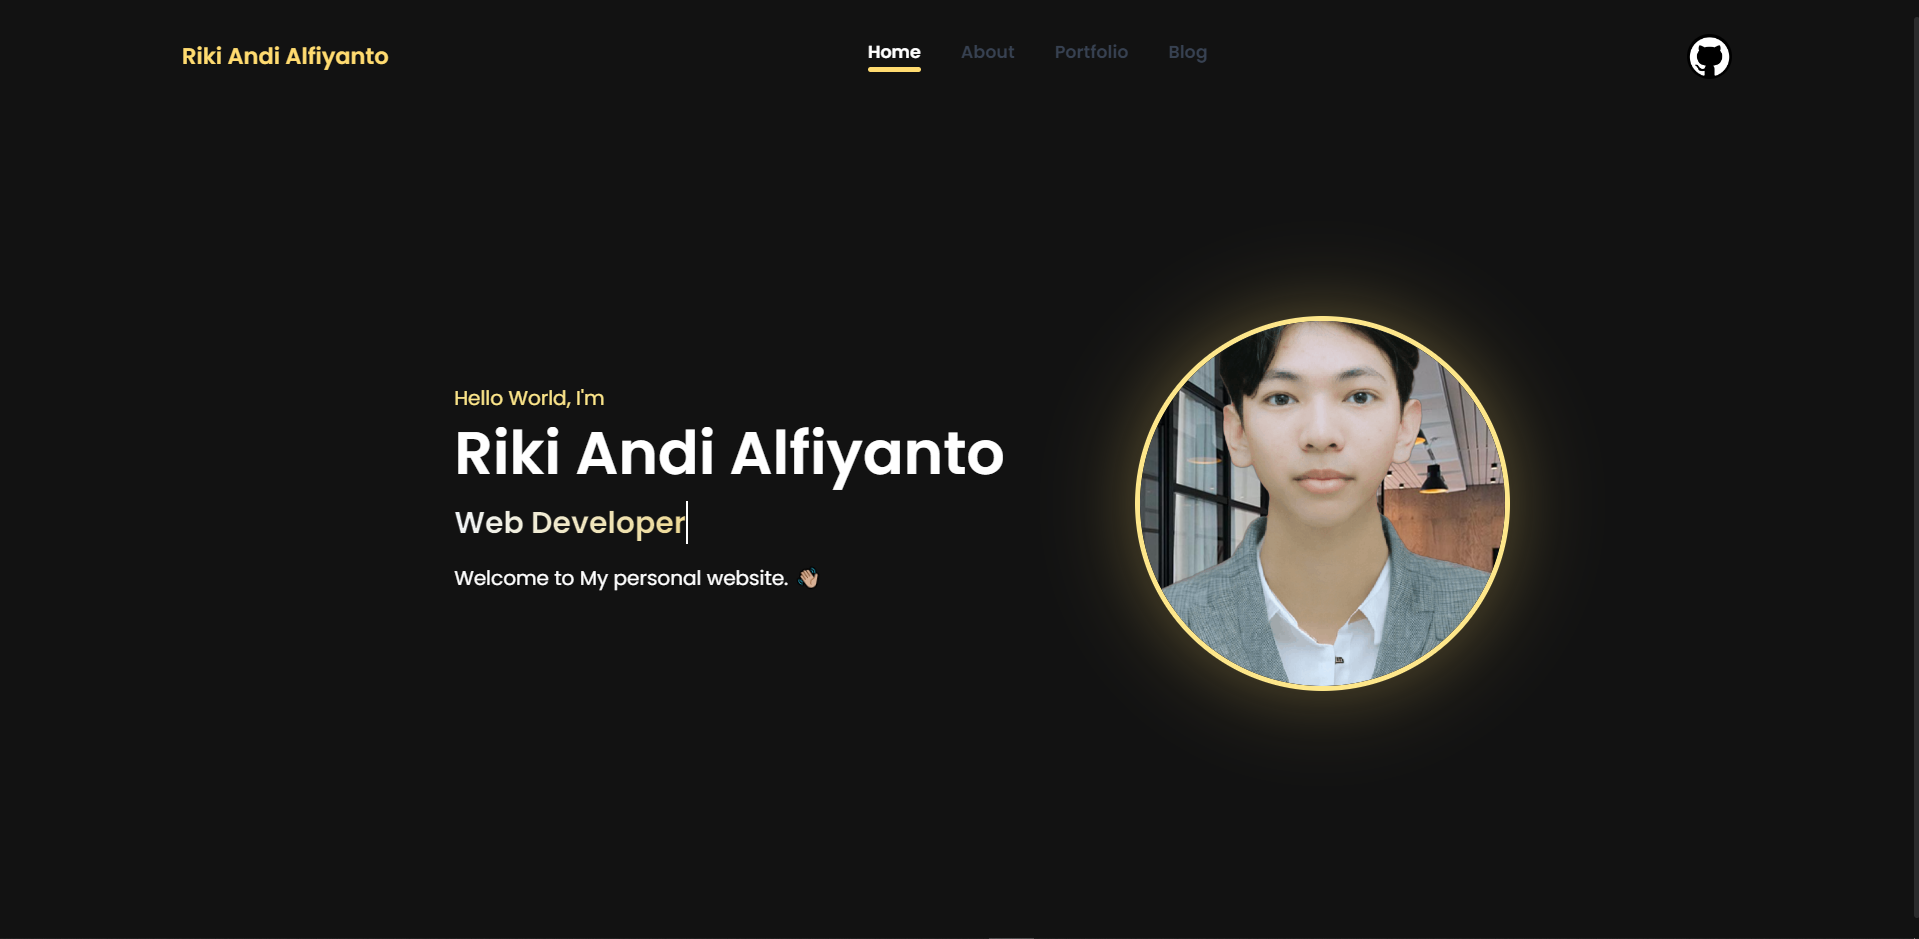 Riki Andi Alfiyanto
Home About Portfolio Blog
Hello World, I'm
Riki Andi Alfiyanto
Web Developer
Welcome to My personal website. 👋🏼